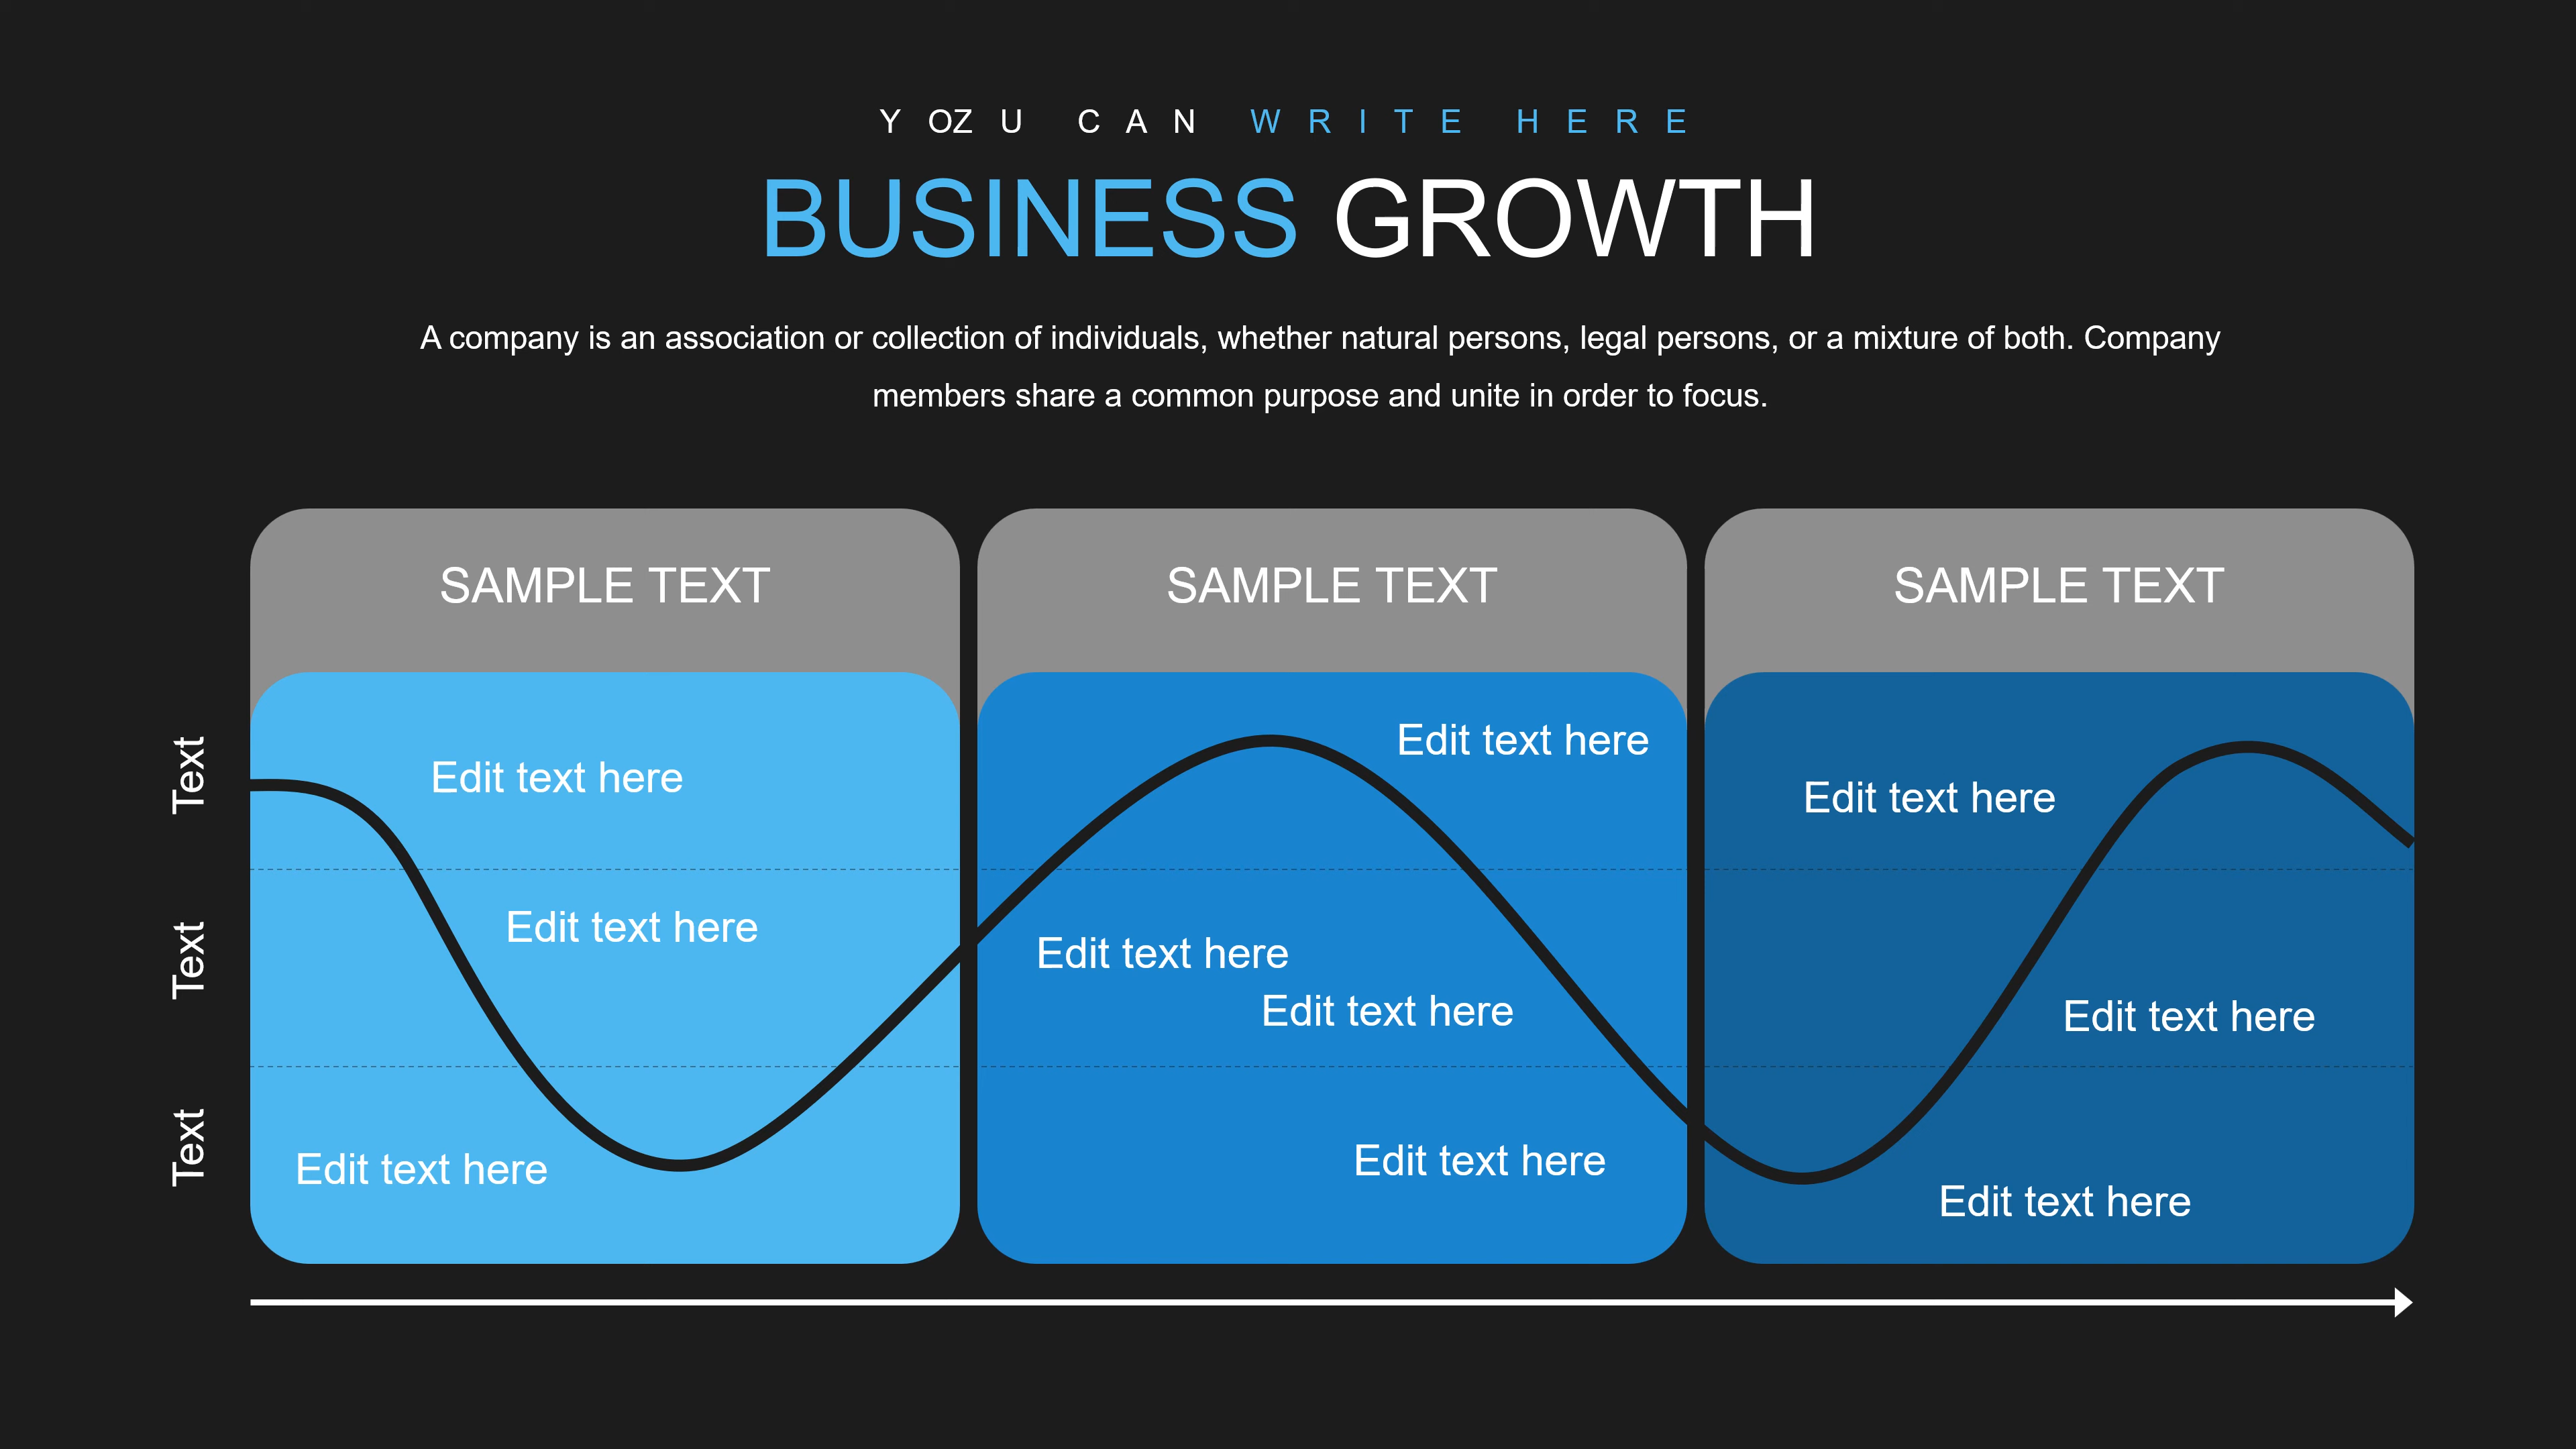 Y OZ U C A N W R I T E H E R E
BUSINESS GROWTH
A company is an association or collection of individuals, whether natural persons, legal persons, or a mixture of both. Company
members share a common purpose and unite in order to focus.
SAMPLE TEXT
SAMPLE TEXT
SAMPLE TEXT
Text
Text
Text
Edit text here
Edit text here
Edit text here
Edit text here
Edit text here
Edit text here
Edit text here
Edit text here
Edit text here
Edit text here